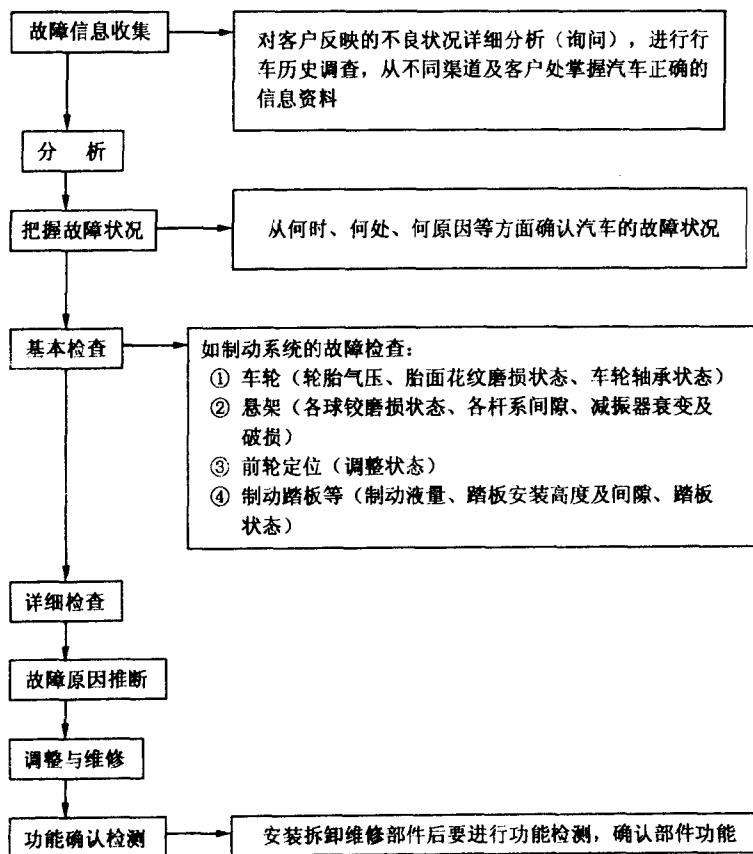 故障信息收集
对客户反映的不良状况详细分析（询问），进行行
车历史调查，从不同渠道及客户处掌握汽车正确的
信息资料
分 析
把握故障状况
从何时、何处、何原因等方面确认汽车的故障状况
基本检查
如制动系统的故障检查：
① 车轮（轮胎气压、胎面花纹磨损状态、车轮轴承状态）
② 悬架（各球铰磨损状态、各杆系间隙、减振器衰变及
破损）
③ 前轮定位（调整状态）
④ 制动踏板等（制动液量、踏板安装高度及间隙、踏板
状态）
详细检查
故障原因推断
调整与维修
功能确认检测
安装拆卸维修部件后要进行功能检测，确认部件功能